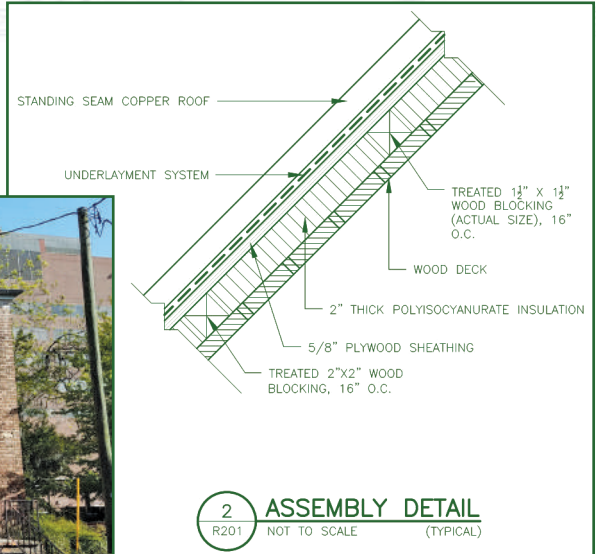 STANDING SEAM COPPER ROOF
UNDERLAYMENT SYSTEM
TREATED 1½" X 1½"
WOOD BLOCKING
(ACTUAL SIZE), 16"
O.C.
WOOD DECK
2" THICK POLYISOCYANURATE INSULATION
5/8" PLYWOOD SHEATHING
TREATED 2"X2" WOOD
BLOCKING, 16" O.C.
2
R201
ASSEMBLY DETAIL
NOT TO SCALE (TYPICAL)